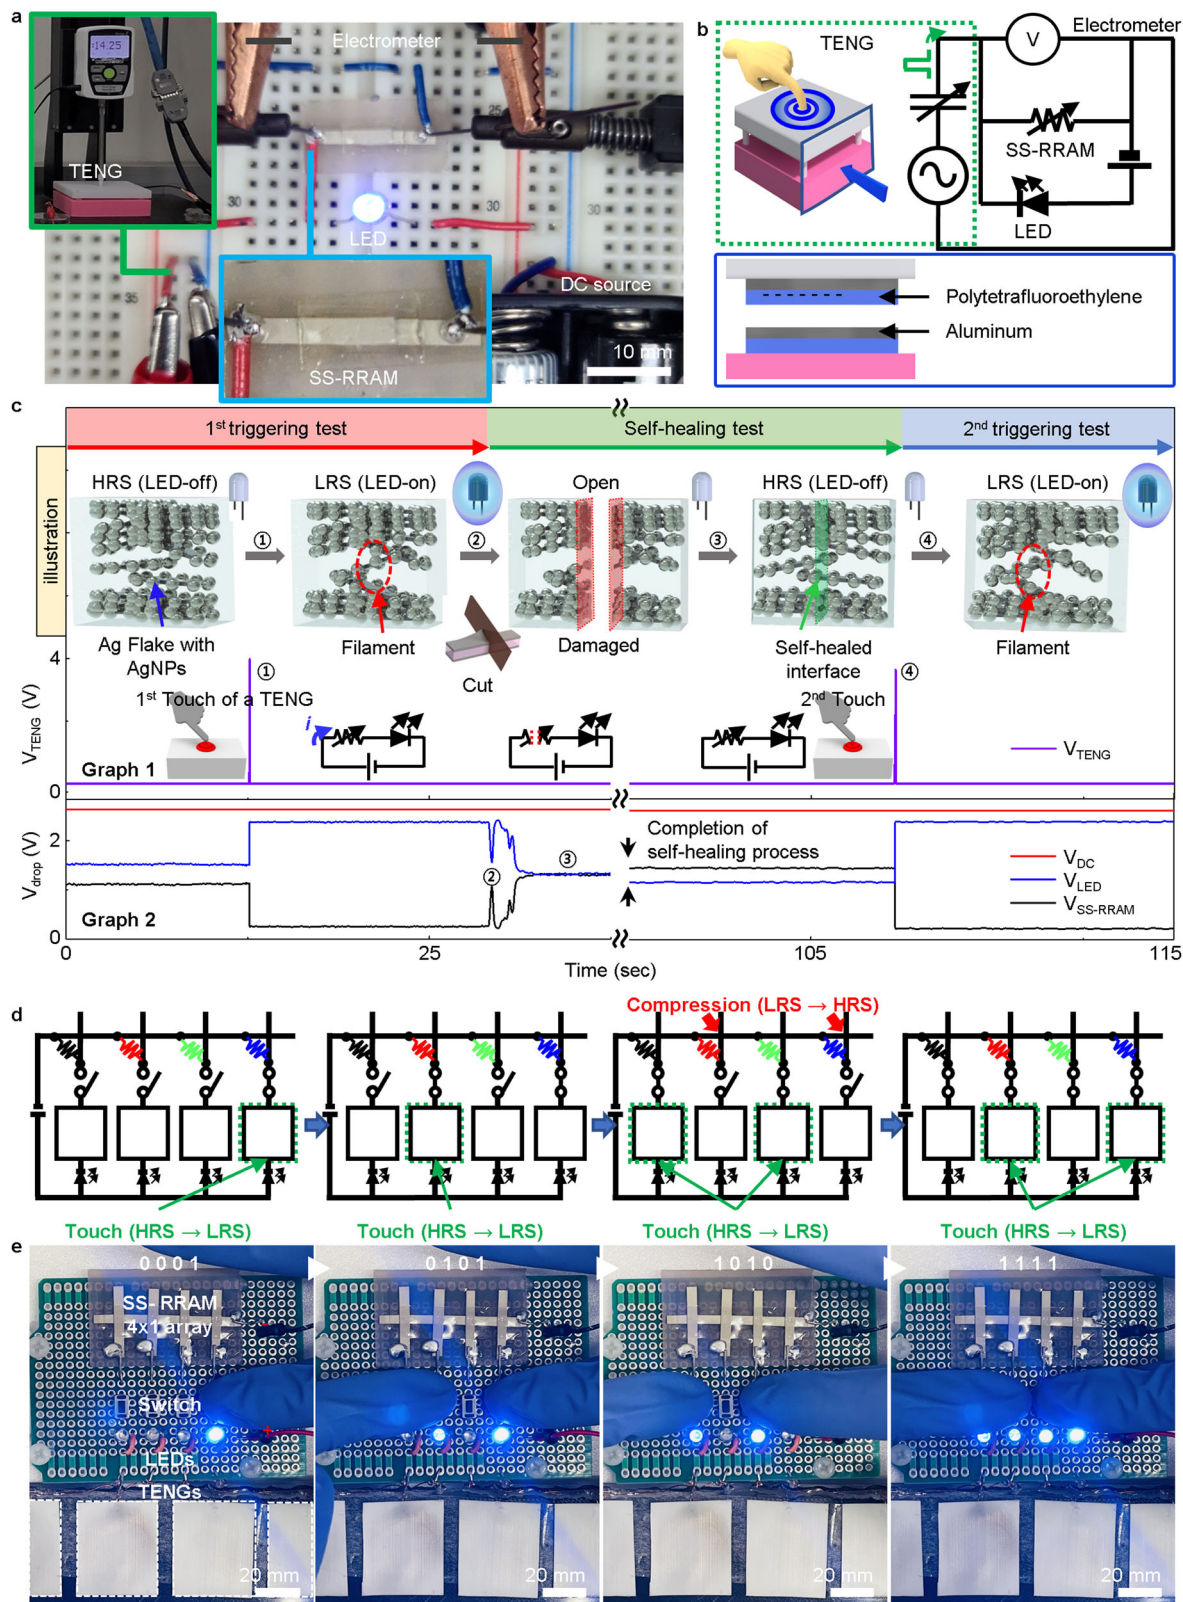 a
:14.25
TENG
Electrometer
25
30
30
35
LED
DC source
SS-RRAM
10 mm
b
TENG
V
Electrometer
SS-RRAM
LED
Polytetrafluoroethylene
Aluminum
c
1st triggering test
Self-healing test
2nd triggering test
illustration
HRS (LED-off)
LRS (LED-on)
Open
HRS (LED-off)
LRS (LED-on)
①
②
③
④
Ag Flake with
AgNPs
Filament
Cut
Damaged
Self-healed
interface
Filament
VTENG (V)
4
0
①
1st Touch of a TENG
i
2nd Touch
④
VTENG
Graph 1
Vdrop (V)
2
0
②
③
Completion of
self-healing process
VDC
VLED
VSS-RRAM
Graph 2
0
25
105
115
Time (sec)
d
Compression (LRS → HRS)
Touch (HRS → LRS)
Touch (HRS → LRS)
Touch (HRS → LRS)
Touch (HRS → LRS)
e
0 0 0 1
SS-RRAM
4x1 array
Switch
LEDs
TENGs
20 mm
0 1 0 1
20 mm
1 0 1 0
20 mm
1 1 1 1
20 mm